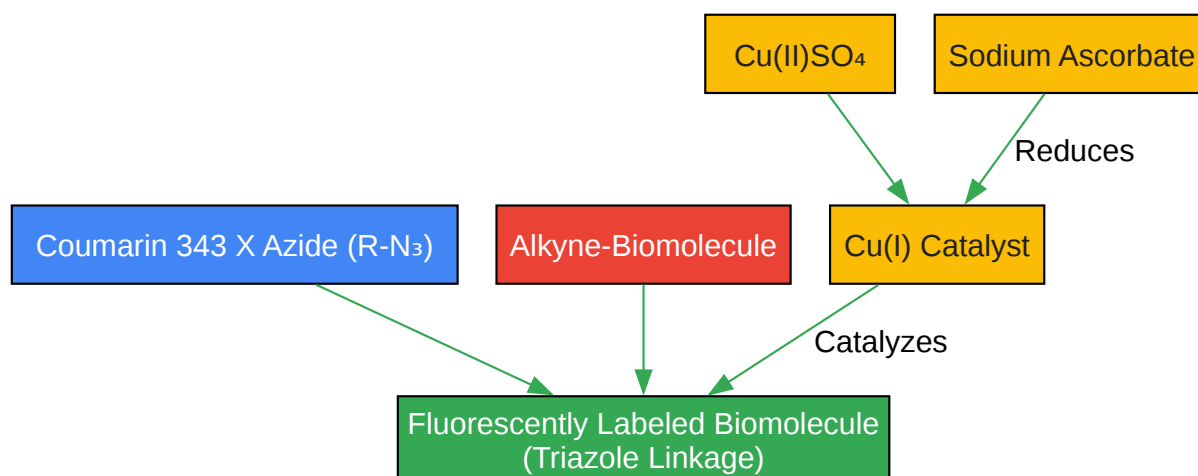 Cu(II)SO₄
Sodium Ascorbate
Reduces
Coumarin 343 X Azide (R-N₃)
Alkyne-Biomolecule
Cu(I) Catalyst
Catalyzes
Fluorescently Labeled Biomolecule
(Triazole Linkage)